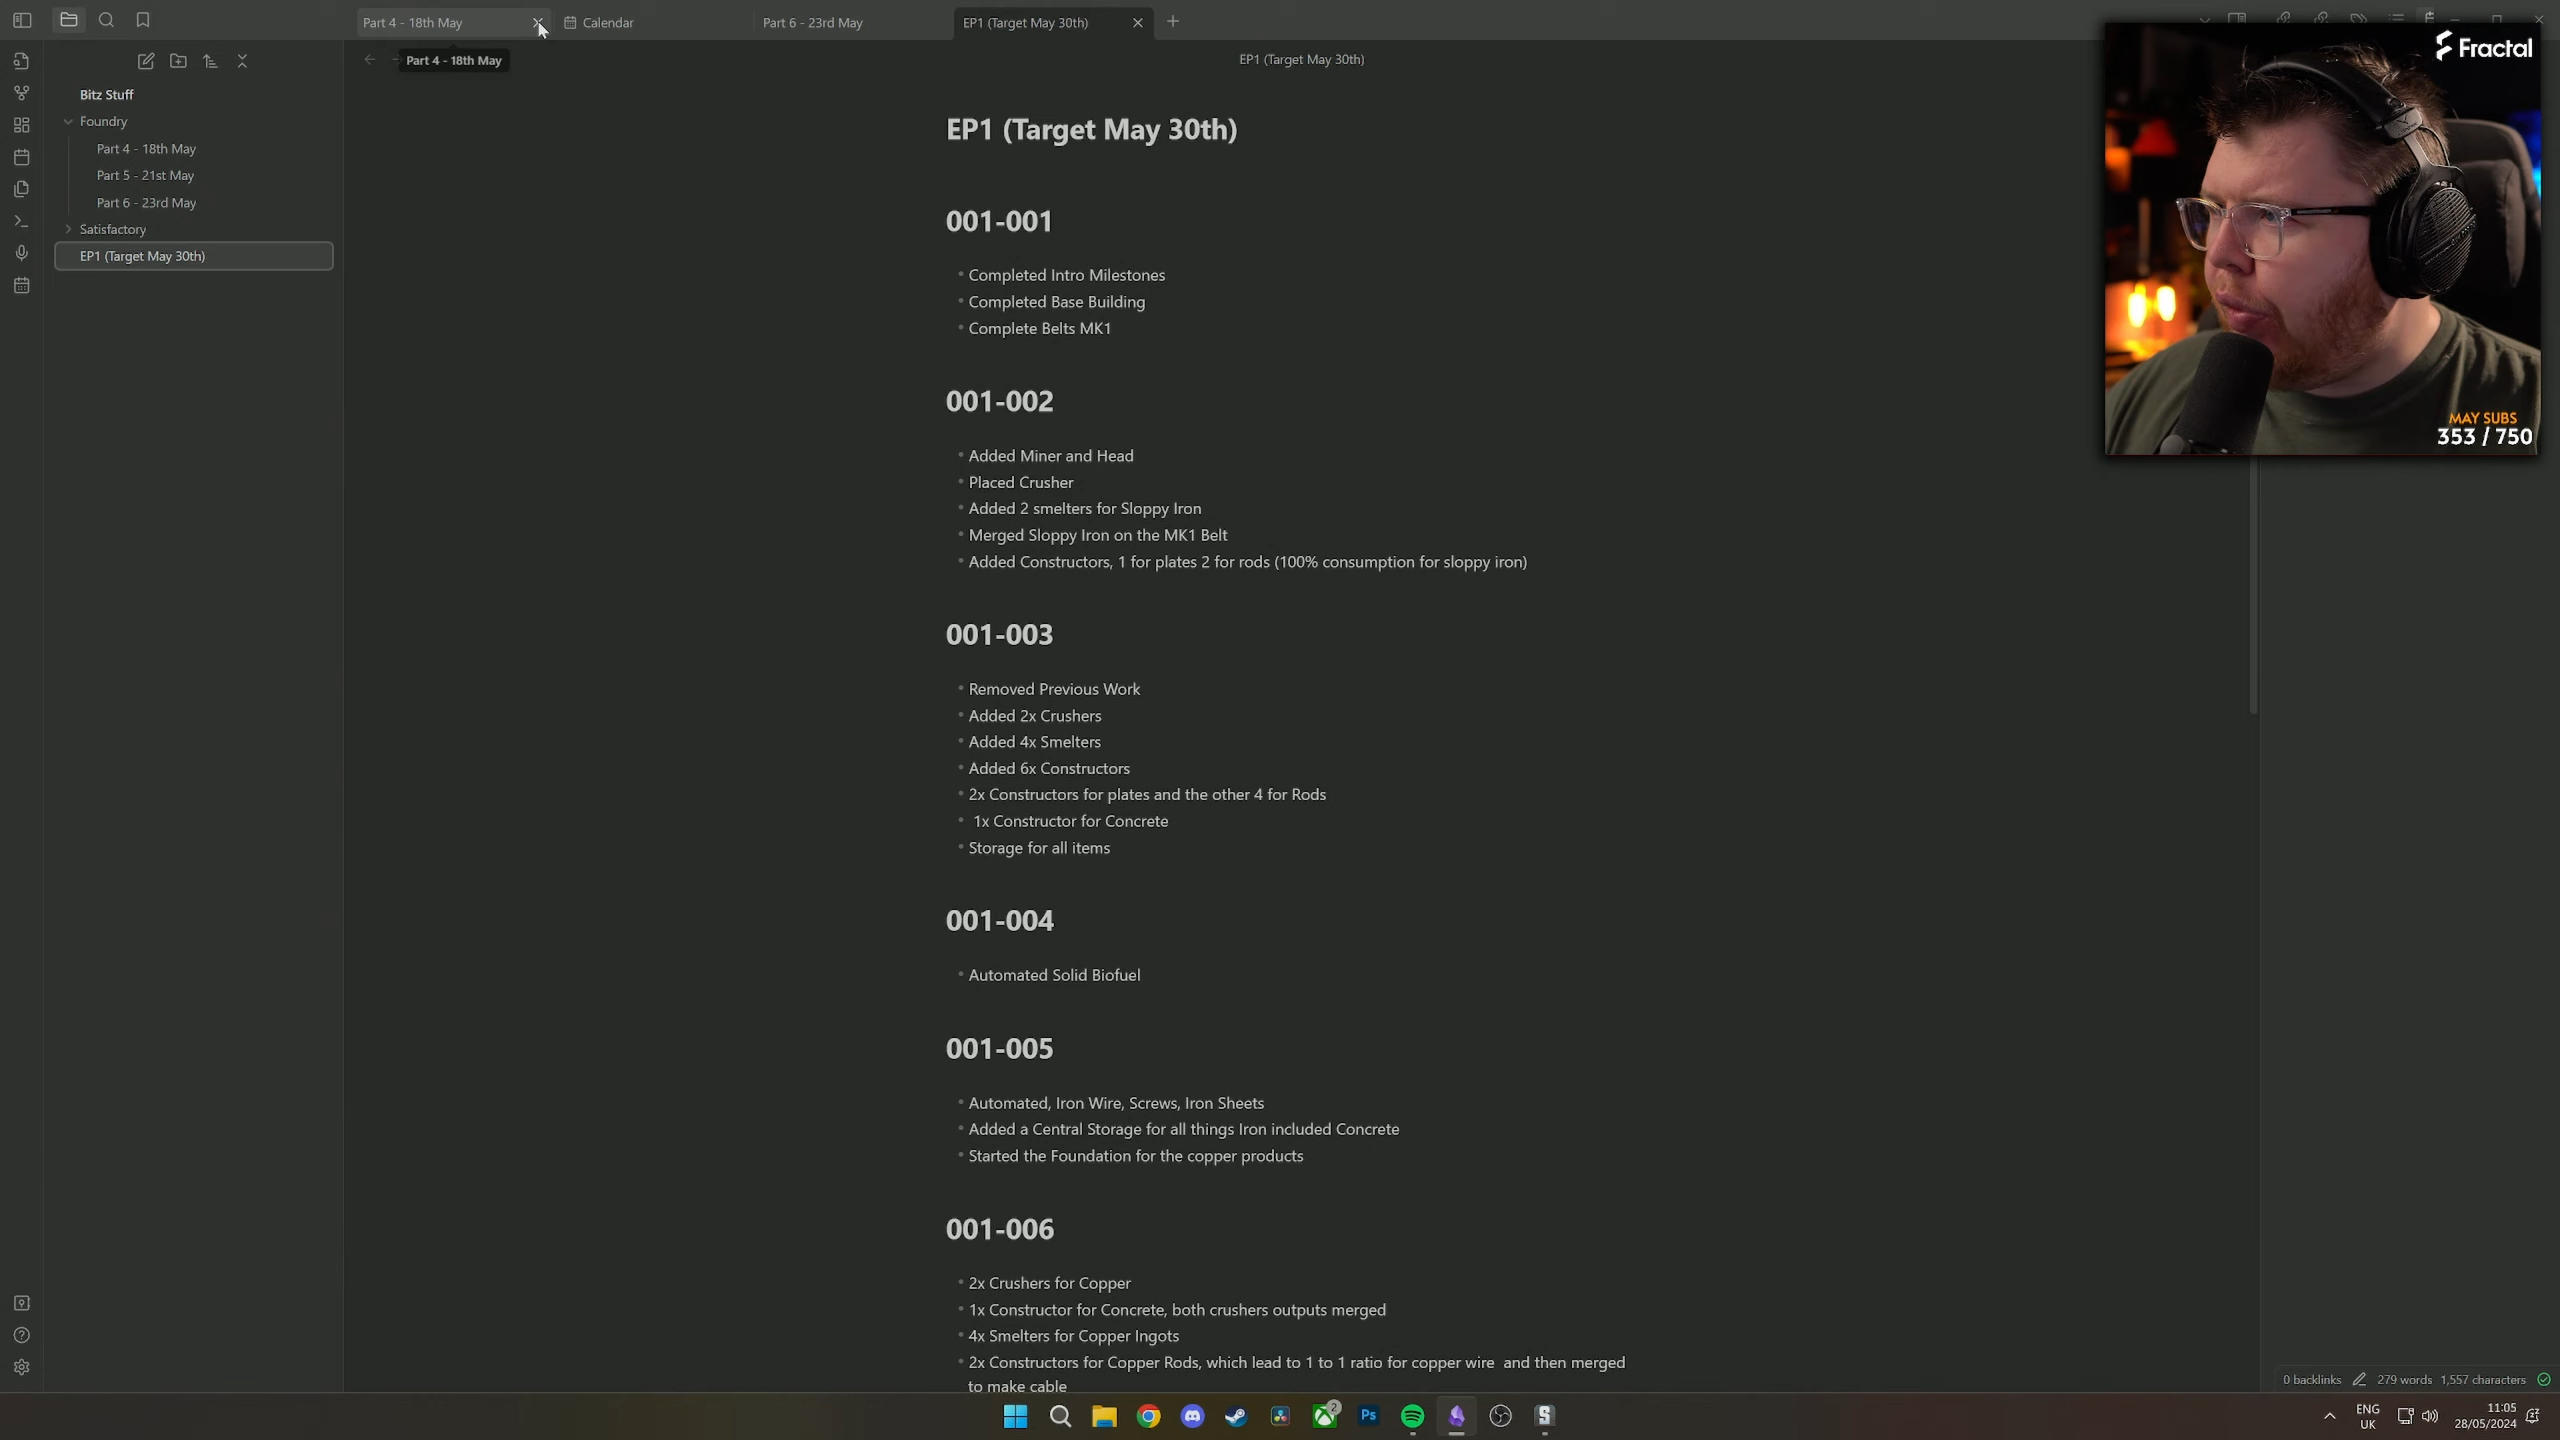 Part 4 - 18th May
Calendar
Part 6 - 23rd May
EP1 (Target May 30th)
Part 4 - 18th May
EP1 (Target May 30th)
Bitz Stuff
Foundry
Part 4 - 18th May
Part 5 - 21st May
Part 6 - 23rd May
Satisfactory
EP1 (Target May 30th)
EP1 (Target May 30th)
001-001
Completed Intro Milestones
Completed Base Building
Complete Belts MK1
001-002
Added Miner and Head
Placed Crusher
Added 2 smelters for Sloppy Iron
Merged Sloppy Iron on the MK1 Belt
Added Constructors, 1 for plates 2 for rods (100% consumption for sloppy iron)
001-003
Removed Previous Work
Added 2x Crushers
Added 4x Smelters
Added 6x Constructors
2x Constructors for plates and the other 4 for Rods
1x Constructor for Concrete
Storage for all items
001-004
Automated Solid Biofuel
001-005
Automated, Iron Wire, Screws, Iron Sheets
Added a Central Storage for all things Iron included Concrete
Started the Foundation for the copper products
001-006
2x Crushers for Copper
1x Constructor for Concrete, both crushers outputs merged
4x Smelters for Copper Ingots
2x Constructors for Copper Rods, which lead to 1 to 1 ratio for copper wire and then merged
to make cable
Fractal
MAY SUBS
353 / 750
0 backlinks 279 words 1,557 characters
2
Ps
ENG
UK
11:05
28/05/2024